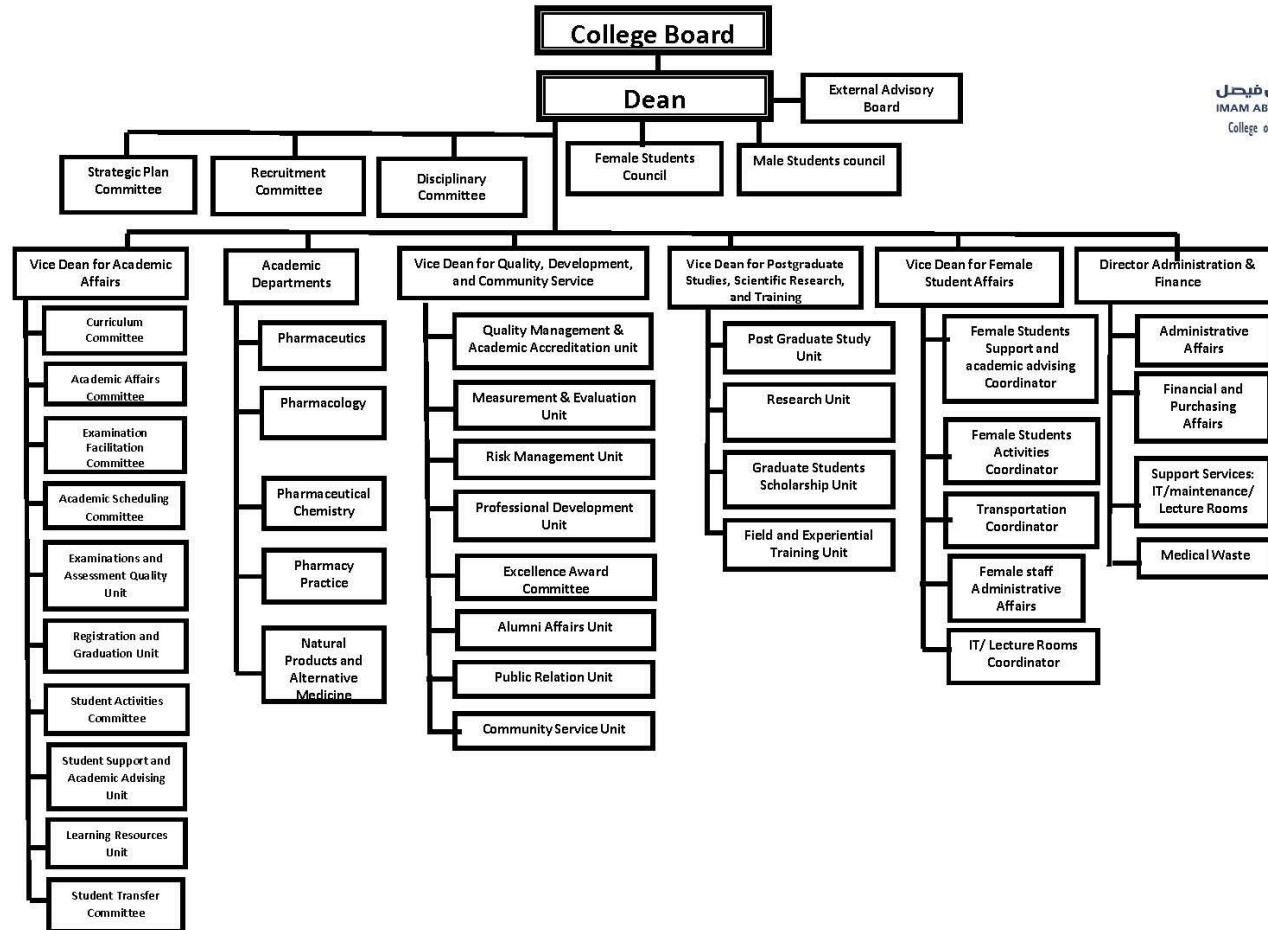 College Board
Dean
External Advisory
Board
فيصل
IMAM AB
College o
Strategic Plan
Committee
Recruitment
Committee
Disciplinary
Committee
Female Students
Council
Male Students council
Vice Dean for Academic
Affairs
Curriculum
Committee
Academic Affairs
Committee
Examination
Facilitation
Committee
Academic Scheduling
Committee
Examinations and
Assessment Quality
Unit
Registration and
Graduation Unit
Student Activities
Committee
Student Support and
Academic Advising
Unit
Learning Resources
Unit
Student Transfer
Committee
Academic
Departments
Pharmaceutics
Pharmacology
Pharmaceutical
Chemistry
Pharmacy
Practice
Natural
Products and
Alternative
Medicine
Vice Dean for Quality, Development,
and Community Service
Quality Management &
Academic Accreditation unit
Measurement & Evaluation
Unit
Risk Management Unit
Professional Development
Unit
Excellence Award
Committee
Alumni Affairs Unit
Public Relation Unit
Community Service Unit
Vice Dean for Postgraduate
Studies, Scientific Research,
and Training
Post Graduate Study
Unit
Research Unit
Graduate Students
Scholarship Unit
Field and Experiential
Training Unit
Vice Dean for Female
Student Affairs
Female Students
Support and
academic advising
Coordinator
Female Students
Activities
Coordinator
Transportation
Coordinator
Female staff
Administrative
Affairs
IT/ Lecture Rooms
Coordinator
Director Administration &
Finance
Administrative
Affairs
Financial and
Purchasing
Affairs
Support Services:
IT/maintenance/
Lecture Rooms
Medical Waste